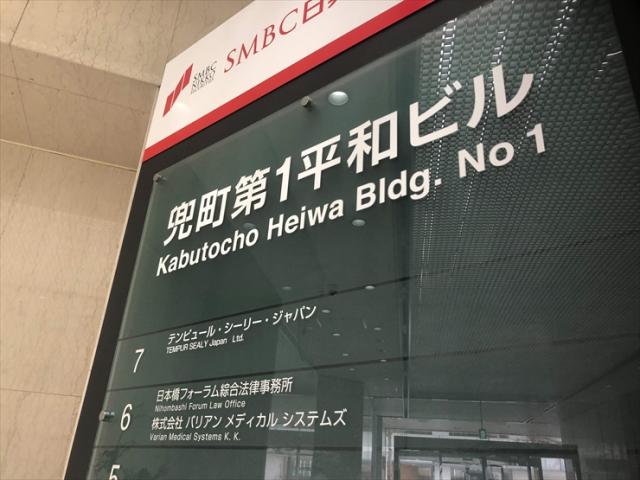 SMBC
NIKKO
SMBC日
兜町第1平和ビル
Kabutocho Heiwa Bldg. No 1
7
テンピュール・シーリー・ジャパン
TEMPUR SEALY Japan Ltd.
6
日本橋フォーラム綜合法律事務所
Nihombashi Forum Law Office
株式会社 バリアン メディカル システムズ
Varian Medical Systems K. K.
5